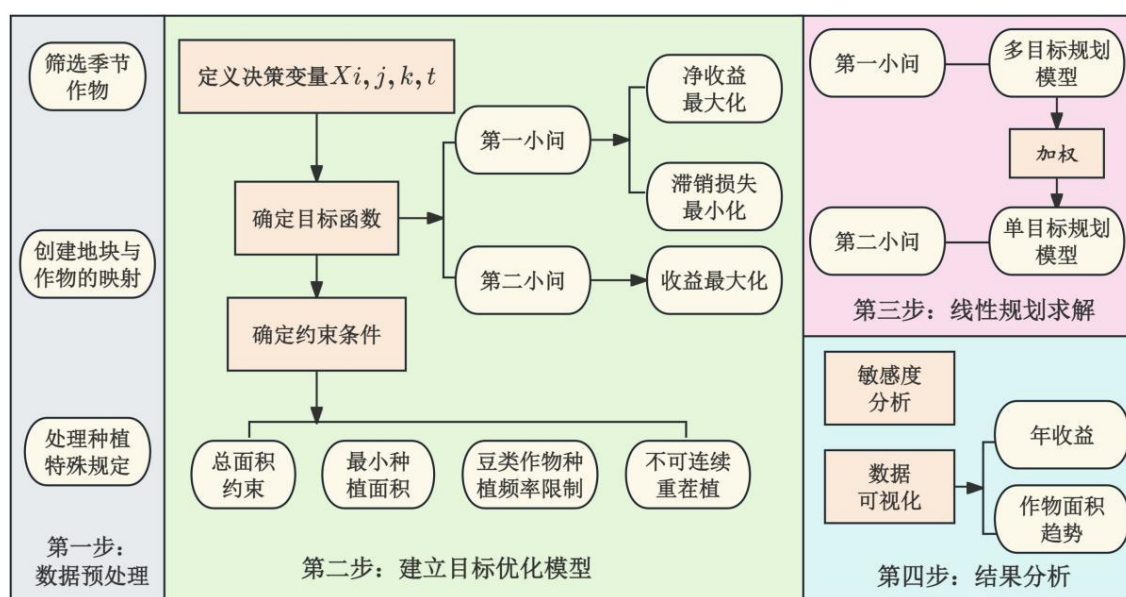 筛选季节
作物
创建地块与
作物的映射
处理种植
特殊规定
第一步：
数据预处理
定义决策变量Xi, j, k, t
确定目标函数
确定约束条件
第一小问
净收益
最大化
滞销损失
最小化
第二小问
收益最大化
总面积
约束
最小种
植面积
豆类作物种
植频率限制
不可连续
重茬植
第二步：建立目标优化模型
第一小问
多目标规划
模型
加权
第二小问
单目标规划
模型
第三步：线性规划求解
敏感度
分析
数据
可视化
年收益
作物面积
趋势
第四步：结果分析